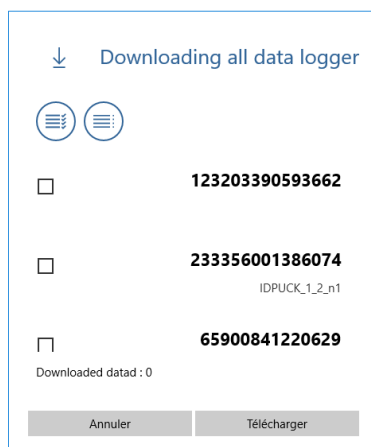 Downloading all data logger
123203390593662
233356001386074
IDPUCK_1_2_n1
65900841220629
Downloaded datad : 0
Annuler
Télécharger